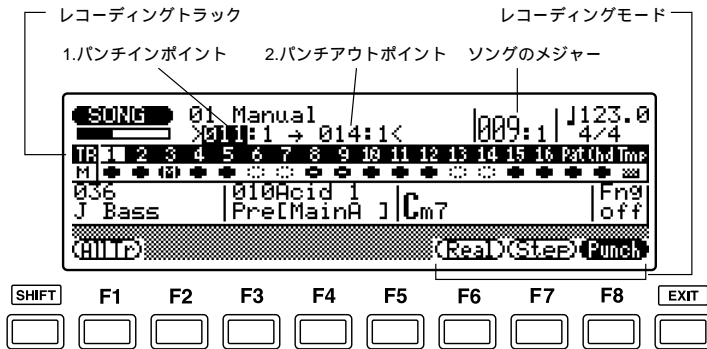 レコーディングトラック レコーディングモード
1.パンチインポイント 2.パンチアウトポイント ソングのメジャー
SONG 01 Manual 009:1 ♩123.0
>011:1 → 014:1< 4/4
TR 1 2 3 4 5 6 7 8 9 10 11 12 13 14 15 16 Pat Chd Tmp
M
036 010Acid 1 Cm7 Fng
J Bass Pre[MainA ] off
(AllTr) (Real) (Step) (Punch)
SHIFT F1 F2 F3 F4 F5 F6 F7 F8 EXIT